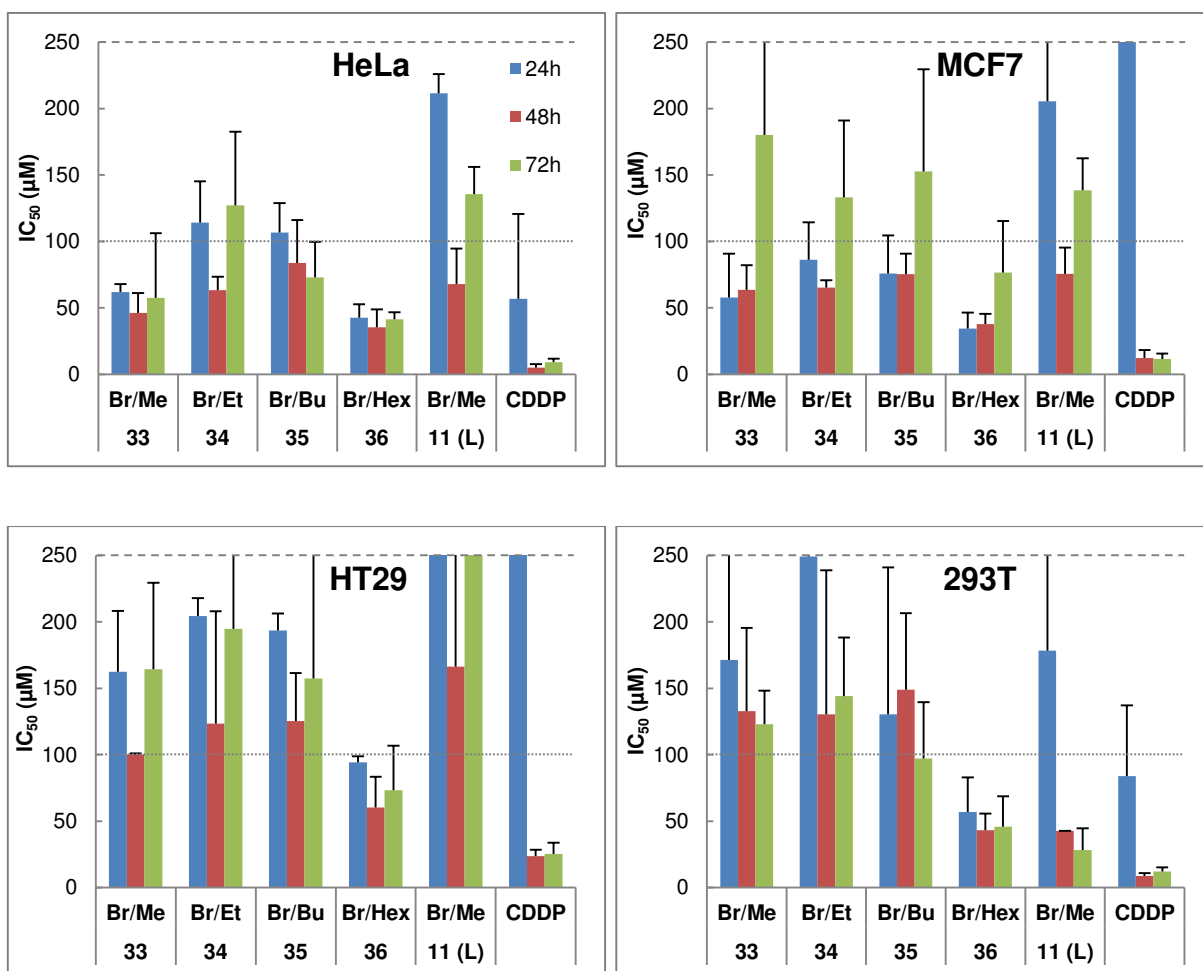 HeLa
24h
48h
72h
IC50 (µM)
250
200
150
100
50
0
Br/Me Br/Et Br/Bu Br/Hex Br/Me CDDP
33 34 35 36 11 (L)
MCF7
IC50 (µM)
250
200
150
100
50
0
Br/Me Br/Et Br/Bu Br/Hex Br/Me CDDP
33 34 35 36 11 (L)
HT29
IC50 (µM)
250
200
150
100
50
0
Br/Me Br/Et Br/Bu Br/Hex Br/Me CDDP
33 34 35 36 11 (L)
293T
IC50 (µM)
250
200
150
100
50
0
Br/Me Br/Et Br/Bu Br/Hex Br/Me CDDP
33 34 35 36 11 (L)